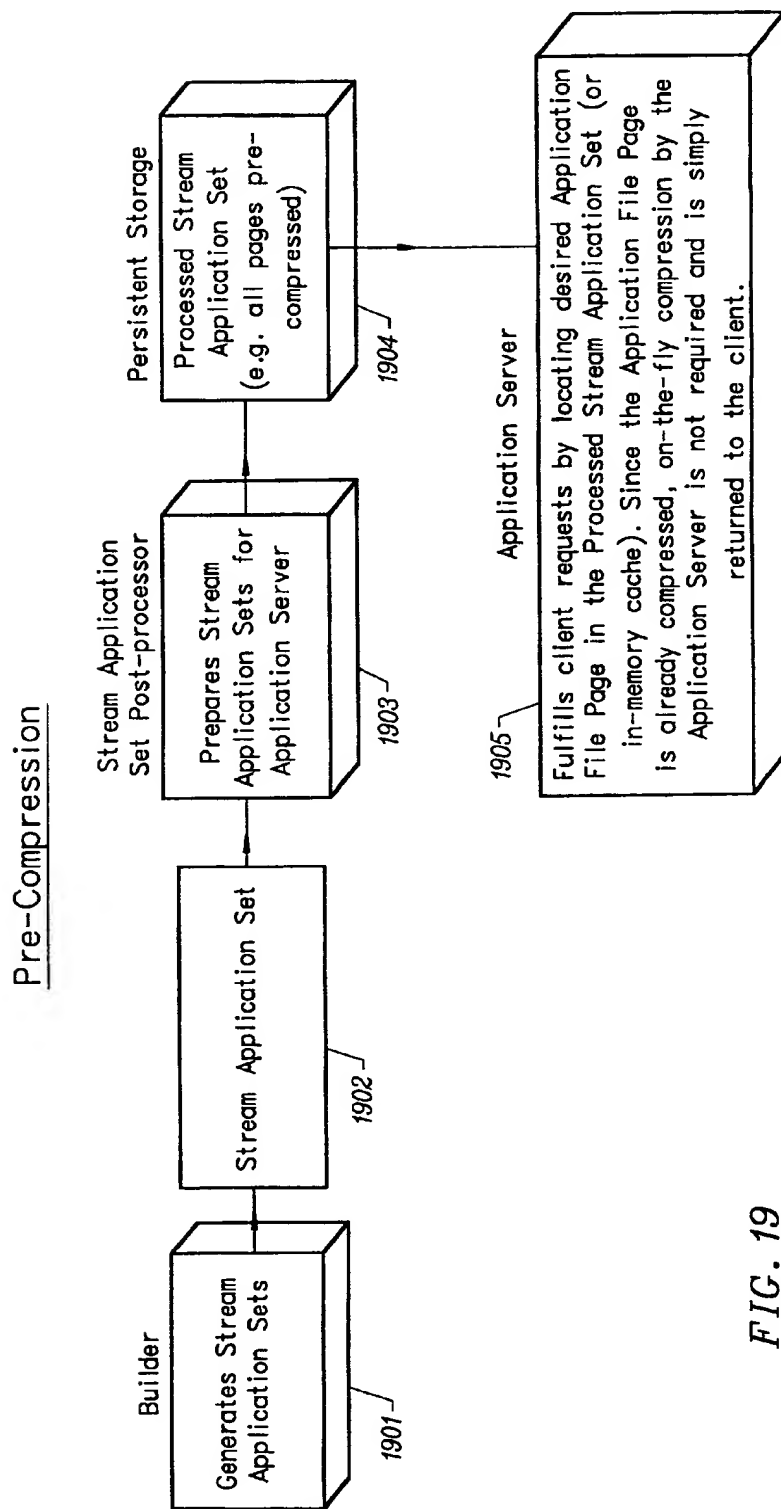 Pre-Compression
Builder
Generates Stream
Application Sets
1901
Stream Application Set
1902
Stream Application
Set Post-processor
Prepares Stream
Application Sets for
Application Server
1903
Persistent Storage
Processed Stream
Application Set
(e.g. all pages pre-
compressed)
1904
Application Server
1905
Fulfills client requests by locating desired Application
File Page in the Processed Stream Application Set (or
in-memory cache). Since the Application File Page
is already compressed, on-the-fly compression by the
Application Server is not required and is simply
returned to the client.
FIG. 19